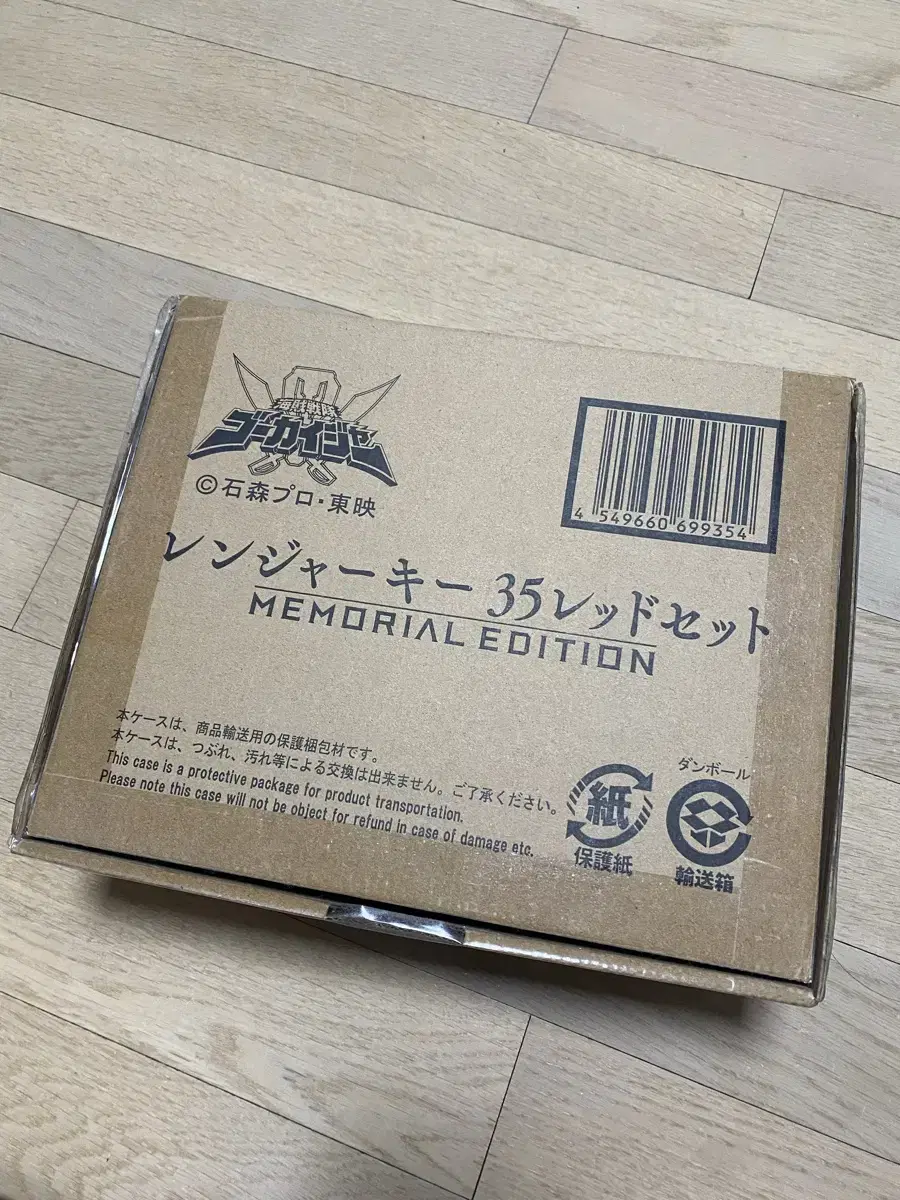 海賊戦隊
ゴーカイジャー
©石森プロ・東映
4 549660 699354
レンジャーキー 35レッドセット
MEMORIAL EDITION
本ケースは、商品輸送用の保護梱包材です。
本ケースは、つぶれ、汚れ等による交換は出来ません。ご了承ください。
This case is a protective package for product transportation.
Please note this case will not be object for refund in case of damage etc.
紙
保護紙
ダンボール
輸送箱